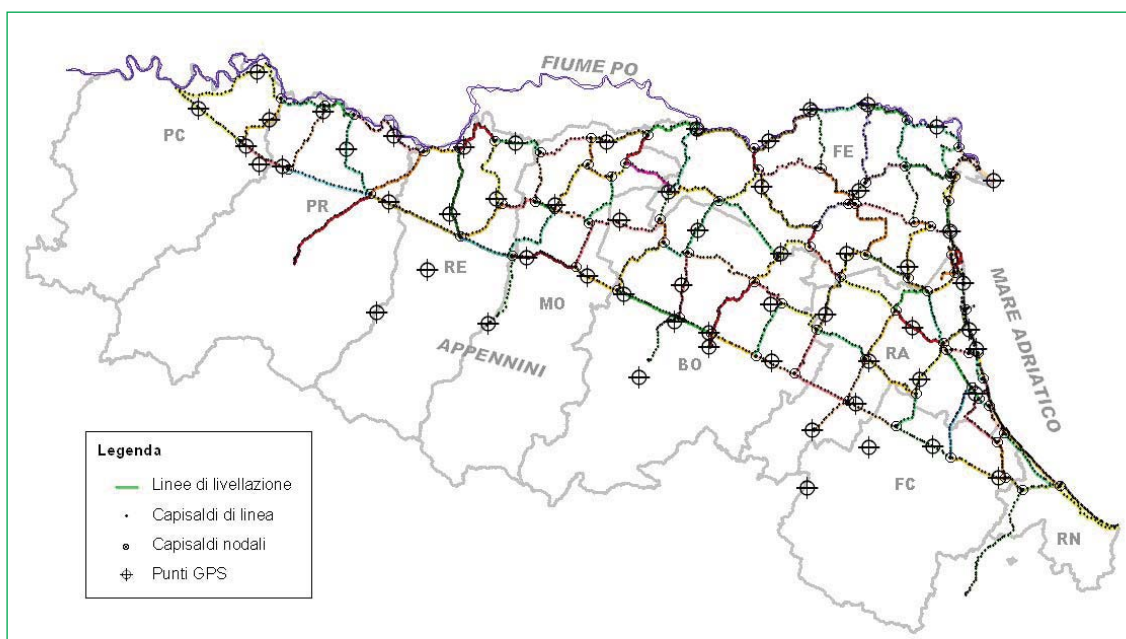 FIUME PO
PC
FE
PR
RE
MO
MARE ADRIATICO
APPENNINI
BO
RA
FC
RN
Legenda
Linee di livellazione
Capisaldi di linea
Capisaldi nodali
Punti GPS